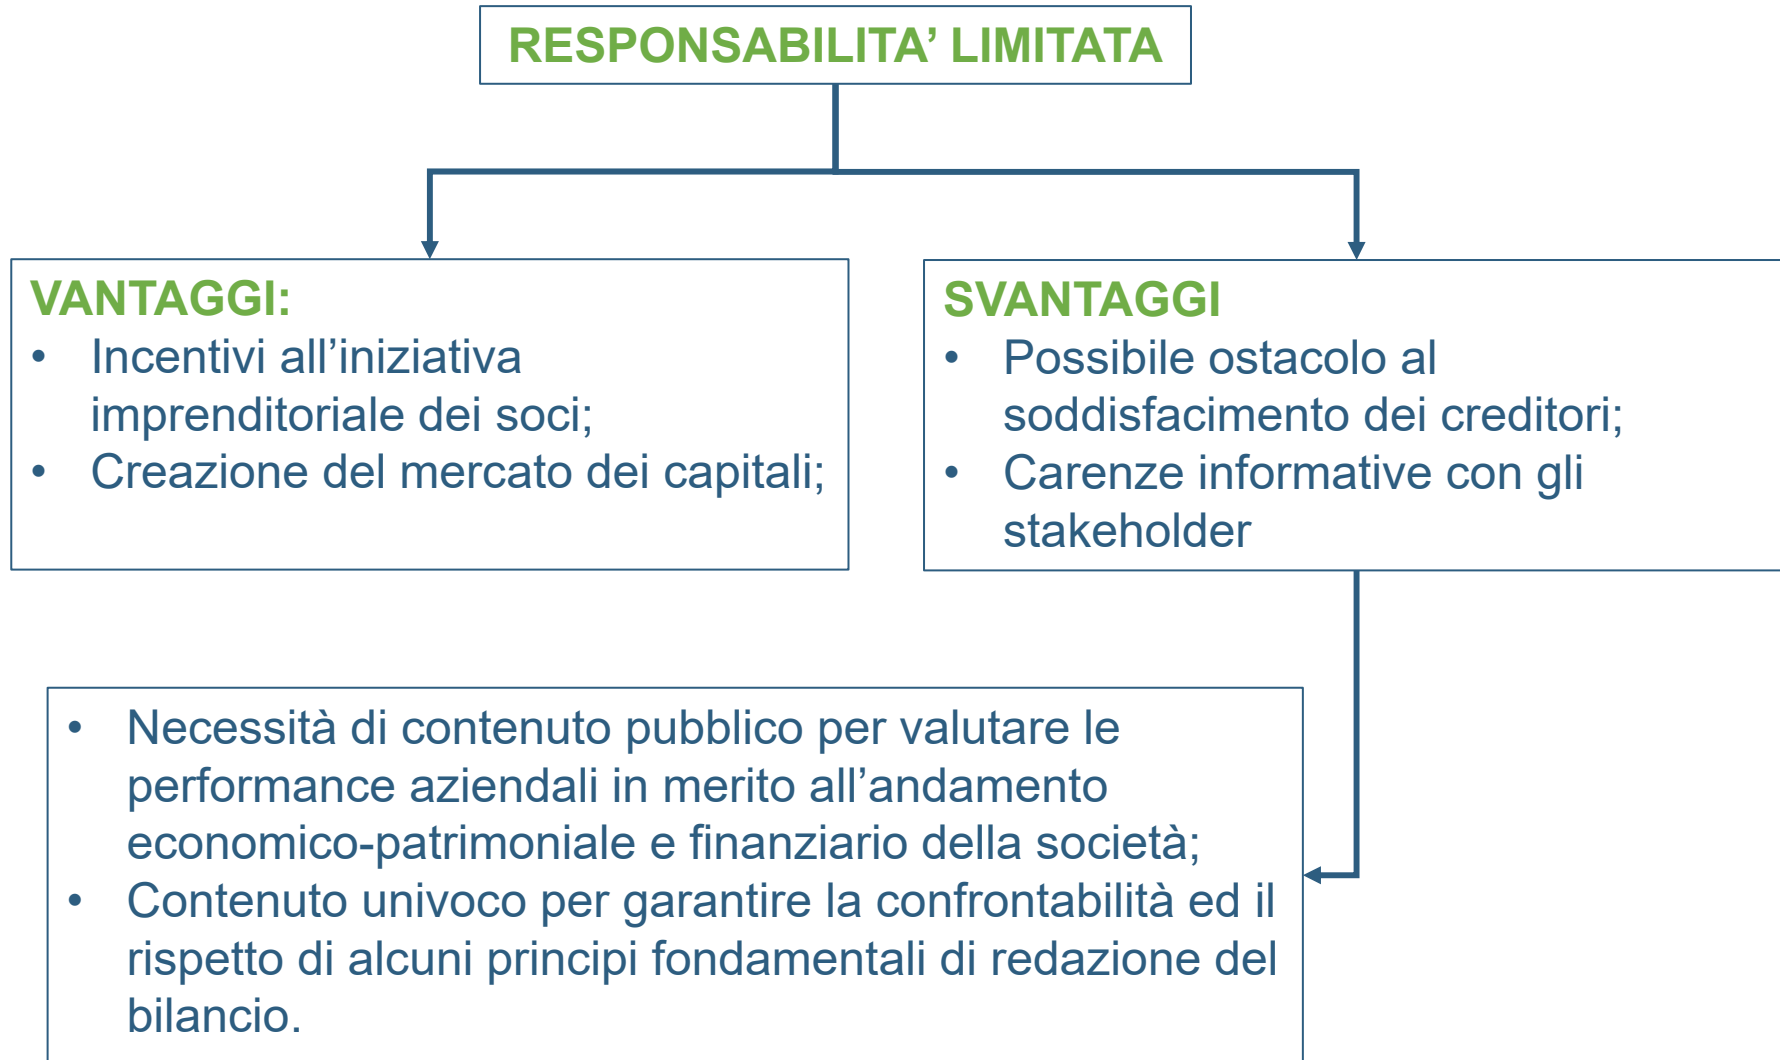 RESPONSABILITA’ LIMITATA
VANTAGGI:
• Incentivi all’iniziativa
imprenditoriale dei soci;
• Creazione del mercato dei capitali;
SVANTAGGI
• Possibile ostacolo al
soddisfacimento dei creditori;
• Carenze informative con gli
stakeholder
• Necessità di contenuto pubblico per valutare le
performance aziendali in merito all’andamento
economico-patrimoniale e finanziario della società;
• Contenuto univoco per garantire la confrontabilità ed il
rispetto di alcuni principi fondamentali di redazione del
bilancio.